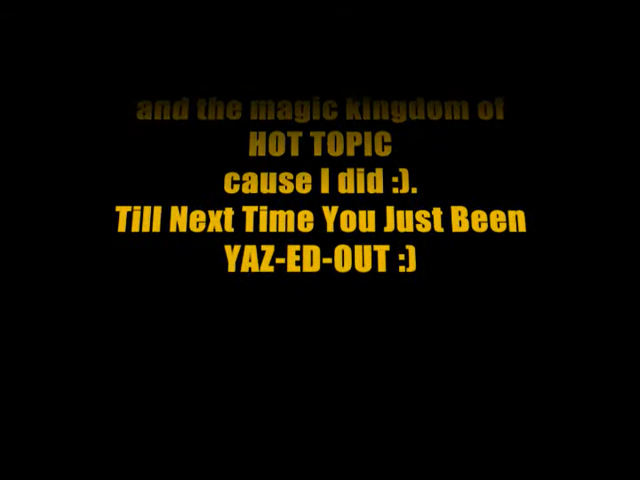 and the magic kingdom of
HOT TOPIC
cause I did :).
Till Next Time You Just Been
YAZ-ED-OUT :)